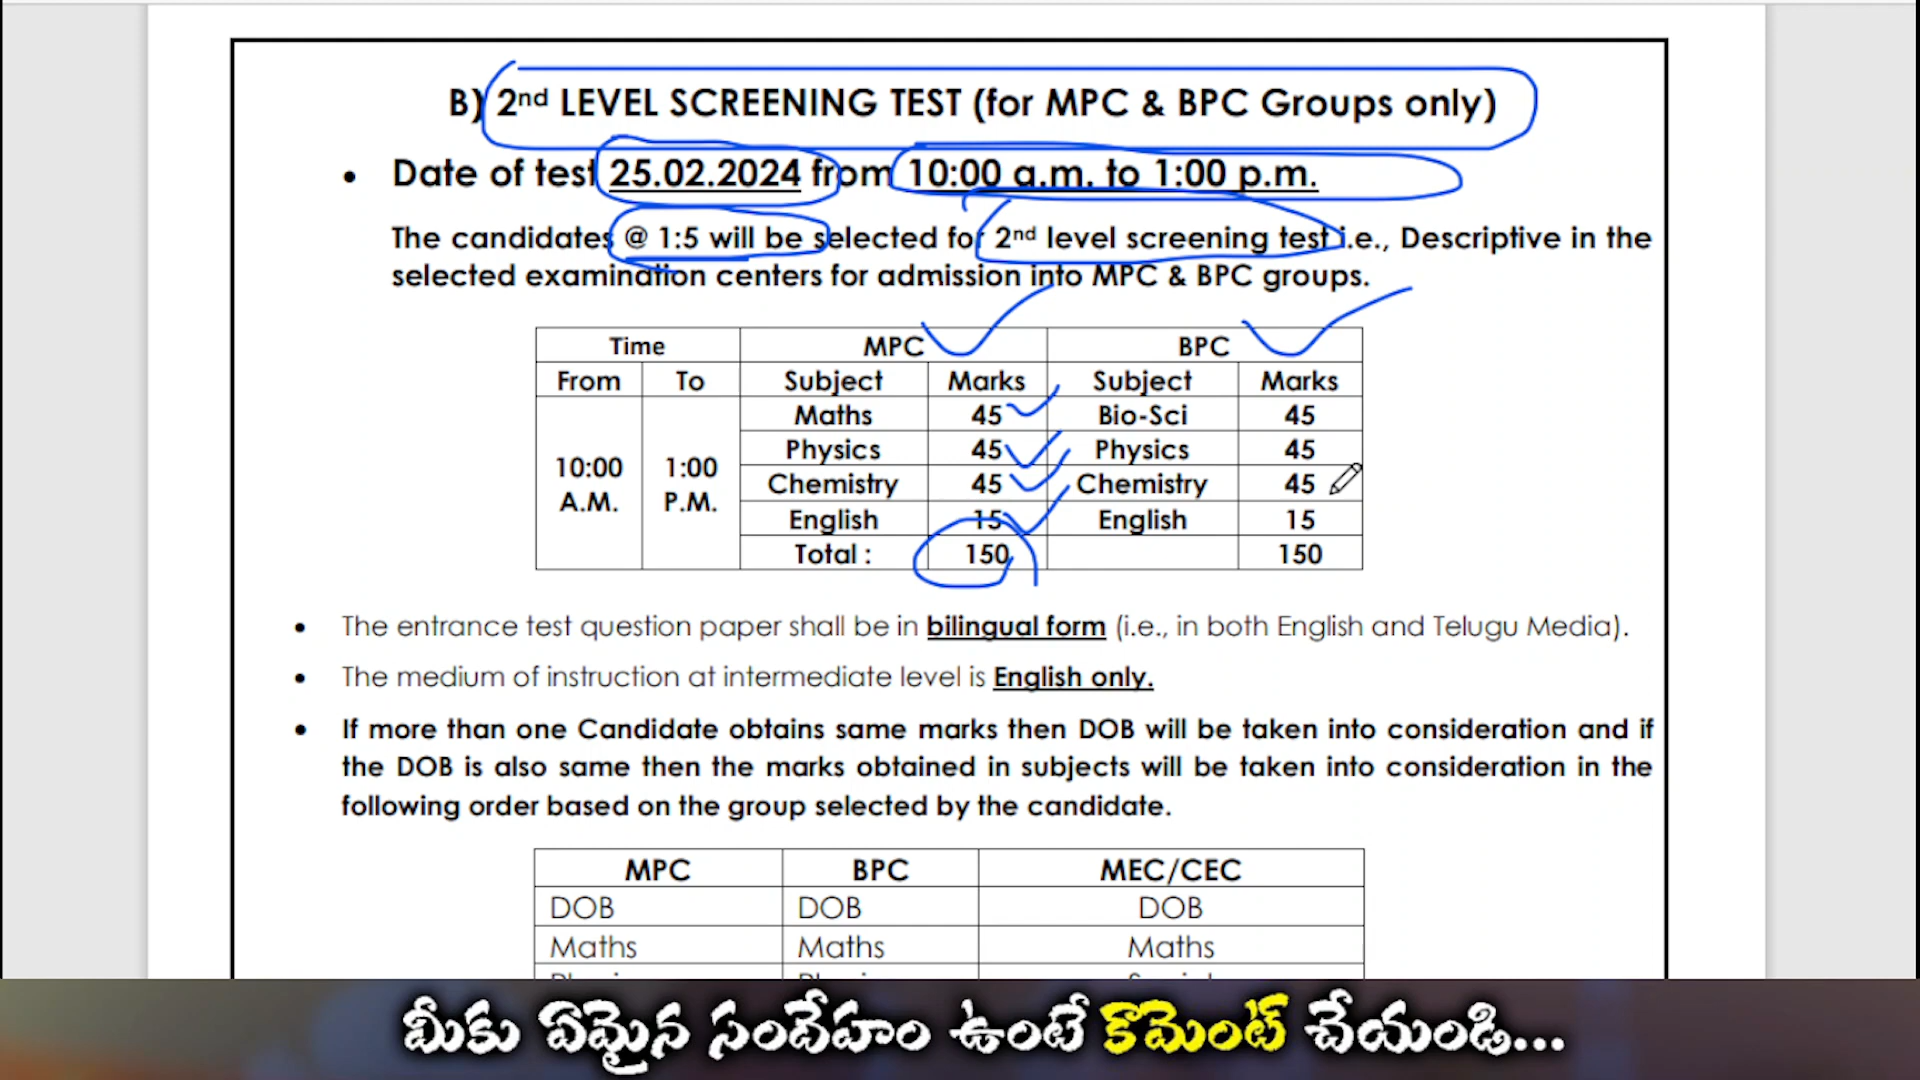 B) 2nd LEVEL SCREENING TEST (for MPC & BPC Groups only)
• Date of test 25.02.2024 from 10:00 a.m. to 1:00 p.m.
The candidates @ 1:5 will be selected for 2nd level screening test i.e., Descriptive in the
selected examination centers for admission into MPC & BPC groups.
Time MPC BPC
From To Subject Marks Subject Marks
10:00 A.M. 1:00 P.M. Maths 45 Bio-Sci 45
Physics 45 Physics 45
Chemistry 45 Chemistry 45
English 15 English 15
Total : 150 150
• The entrance test question paper shall be in bilingual form (i.e., in both English and Telugu Media).
• The medium of instruction at intermediate level is English only.
• If more than one Candidate obtains same marks then DOB will be taken into consideration and if
the DOB is also same then the marks obtained in subjects will be taken into consideration in the
following order based on the group selected by the candidate.
MPC BPC MEC/CEC
DOB DOB DOB
Maths Maths Maths
మీకు ఏమైన సందేహం ఉంటే కామెంట్ చేయండి...